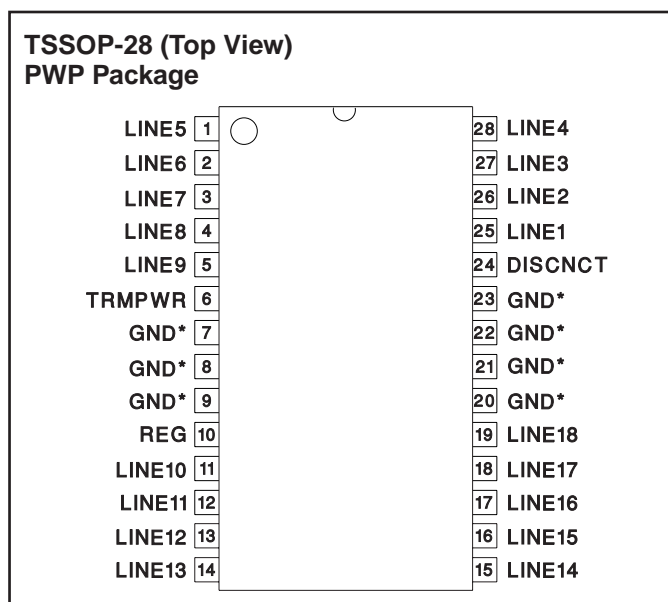 TSSOP-28 (Top View)
PWP Package
LINE5 1 28 LINE4
LINE6 2 27 LINE3
LINE7 3 26 LINE2
LINE8 4 25 LINE1
LINE9 5 24 DISCNCT
TRMPWR 6 23 GND*
GND* 7 22 GND*
GND* 8 21 GND*
GND* 9 20 GND*
REG 10 19 LINE18
LINE10 11 18 LINE17
LINE11 12 17 LINE16
LINE12 13 16 LINE15
LINE13 14 15 LINE14